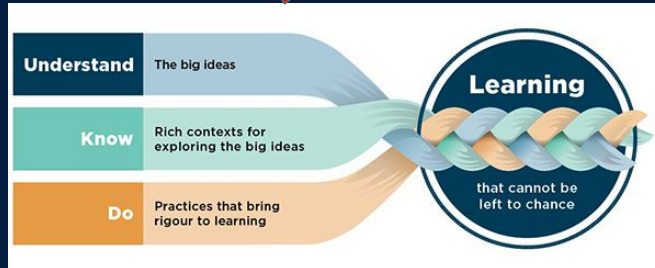 Understand
The big ideas
Know
Rich contexts for
exploring the big ideas
Do
Practices that bring
rigour to learning
Learning
that cannot be
left to chance